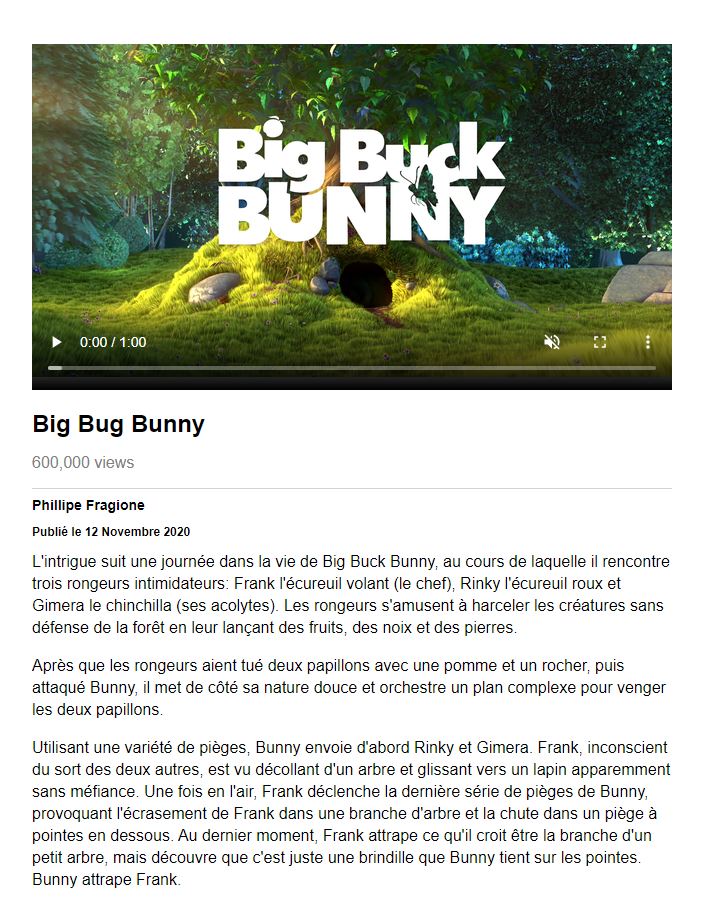 Big Buck
BUNNY
0:00 / 1:00
Big Bug Bunny
600,000 views
Phillipe Fragione
Publié le 12 Novembre 2020
L'intrigue suit une journée dans la vie de Big Buck Bunny, au cours de laquelle il rencontre
trois rongeurs intimidateurs: Frank l'écureuil volant (le chef), Rinky l'écureuil roux et
Gimera le chinchilla (ses acolytes). Les rongeurs s'amusent à harceler les créatures sans
défense de la forêt en leur lançant des fruits, des noix et des pierres.
Après que les rongeurs aient tué deux papillons avec une pomme et un rocher, puis
attaqué Bunny, il met de côté sa nature douce et orchestre un plan complexe pour venger
les deux papillons.
Utilisant une variété de pièges, Bunny envoie d'abord Rinky et Gimera. Frank, inconscient
du sort des deux autres, est vu décollant d'un arbre et glissant vers un lapin apparemment
sans méfiance. Une fois en l'air, Frank déclenche la dernière série de pièges de Bunny,
provoquant l'écrasement de Frank dans une branche d'arbre et la chute dans un piège à
pointes en dessous. Au dernier moment, Frank attrape ce qu'il croit être la branche d'un
petit arbre, mais découvre que c'est juste une brindille que Bunny tient sur les pointes.
Bunny attrape Frank.